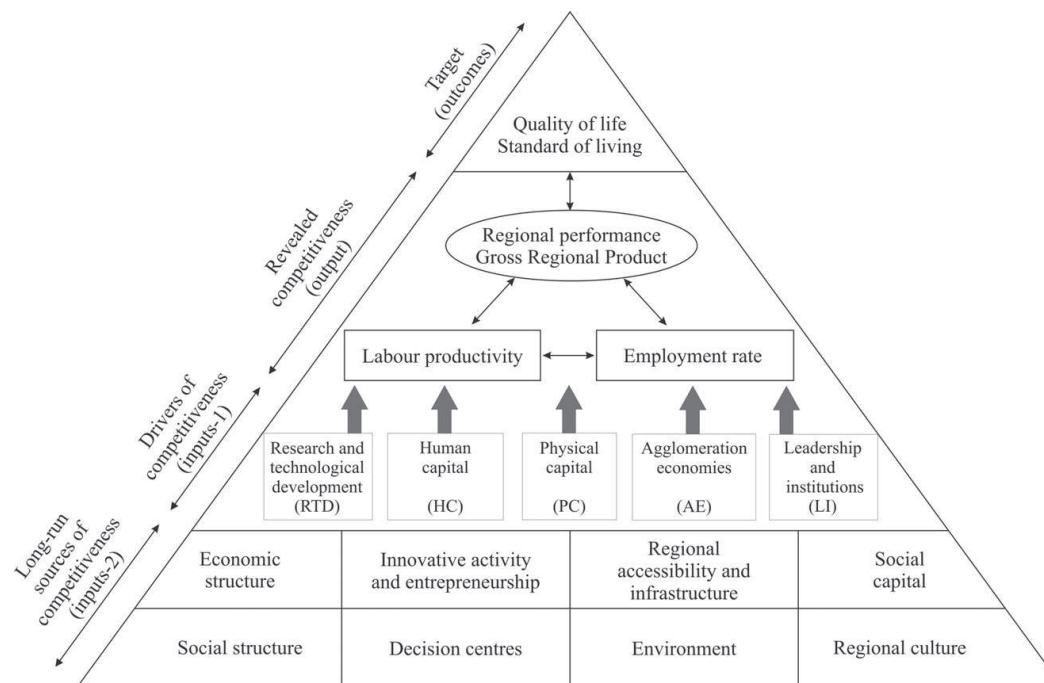 Target
(outcomes)
Quality of life
Standard of living
Revealed
competitiveness
(output)
Regional performance
Gross Regional Product
Labour productivity
Employment rate
Drivers of
competitiveness
(inputs-1)
Research and
technological
development
(RTD)
Human
capital
(HC)
Physical
capital
(PC)
Agglomeration
economies
(AE)
Leadership
and
institutions
(LI)
Long-run
sources of
competitiveness
(inputs-2)
Economic
structure
Innovative activity
and entrepreneurship
Regional
accessibility and
infrastructure
Social
capital
Social structure
Decision centres
Environment
Regional culture